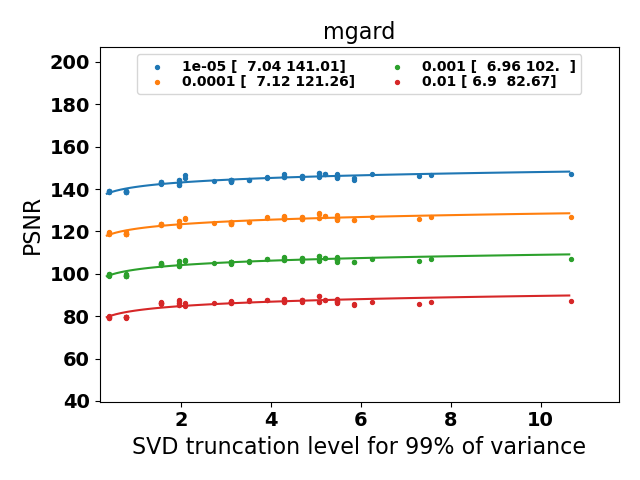 mgard
1e-05 [  7.04 141.01]
0.0001 [  7.12 121.26]
0.001 [  6.96 102.  ]
0.01 [ 6.9  82.67]
PSNR
200
180
160
140
120
100
80
60
40
2 4 6 8 10
SVD truncation level for 99% of variance